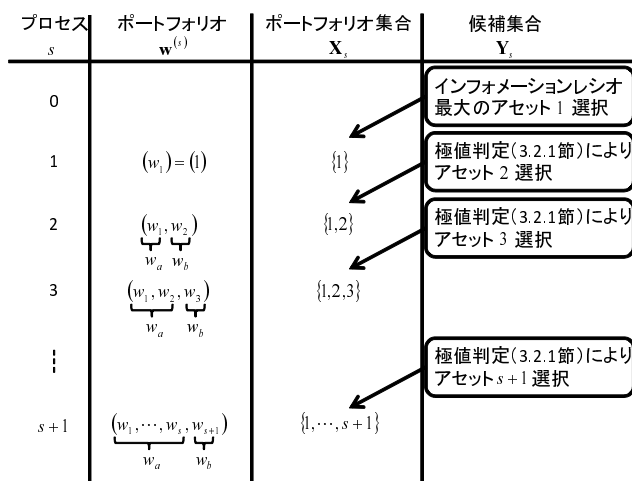 プロセス ポートフォリオ ポートフォリオ集合 候補集合
s w^(s) X_s Y_s
インフォメーションレシオ
最大のアセット 1 選択
0
極値判定(3.2.1節)により
アセット 2 選択
1 (w_1) = (1) {1}
極値判定(3.2.1節)により
アセット 3 選択
2 (w_1, w_2) {1,2}
w_a w_b
3 (w_1, w_2, w_3) {1,2,3}
w_a w_b
極値判定(3.2.1節)により
アセット s+1 選択
s+1 (w_1, ⋯, w_s, w_{s+1}) {1, ⋯, s+1}
w_a w_b